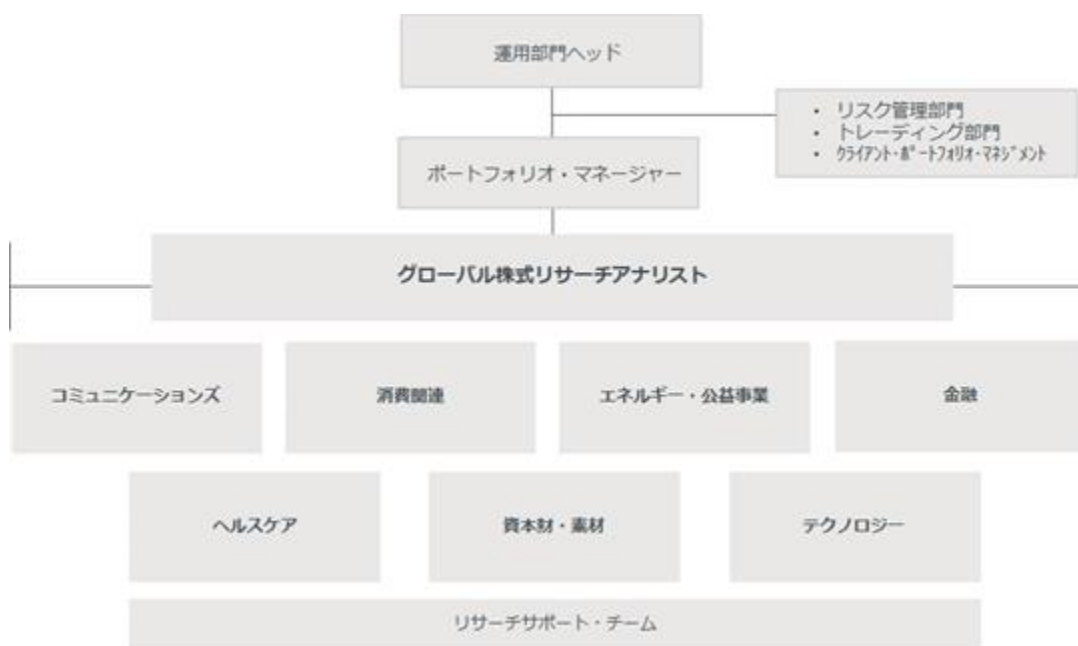 運用部門ヘッド
• リスク管理部門
• トレーディング部門
• クライアント・ポートフォリオ・マネジメント
ポートフォリオ・マネージャー
グローバル株式リサーチアナリスト
コミュニケーションズ
消費関連
エネルギー・公益事業
金融
ヘルスケア
資本財・素材
テクノロジー
リサーチサポート・チーム